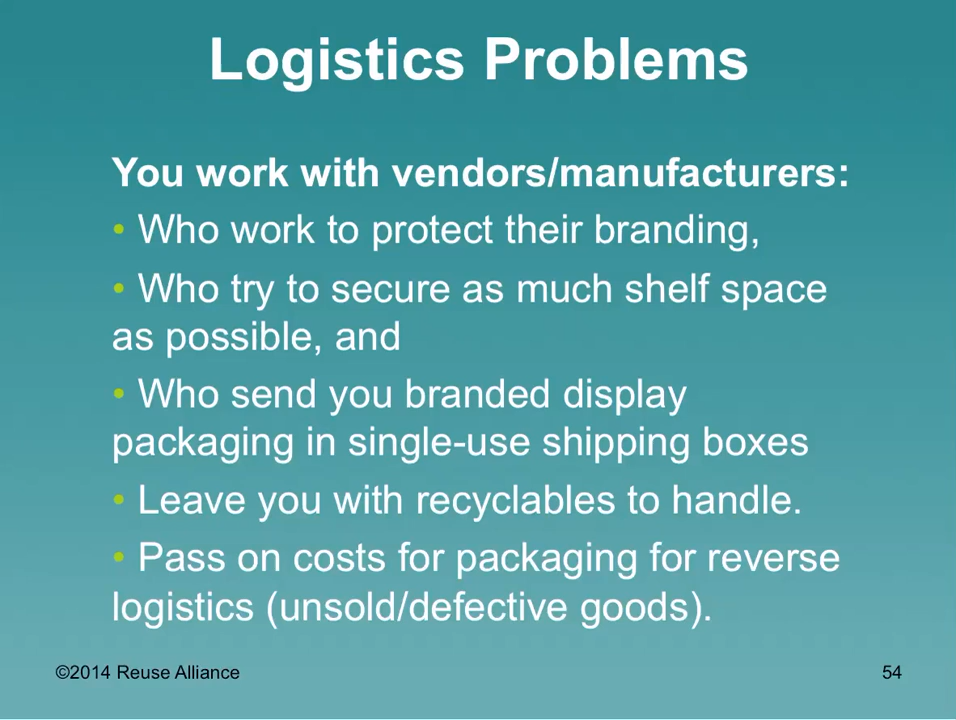 Logistics Problems
You work with vendors/manufacturers:
• Who work to protect their branding,
• Who try to secure as much shelf space
as possible, and
• Who send you branded display
packaging in single-use shipping boxes
• Leave you with recyclables to handle.
• Pass on costs for packaging for reverse
logistics (unsold/defective goods).
©2014 Reuse Alliance
54